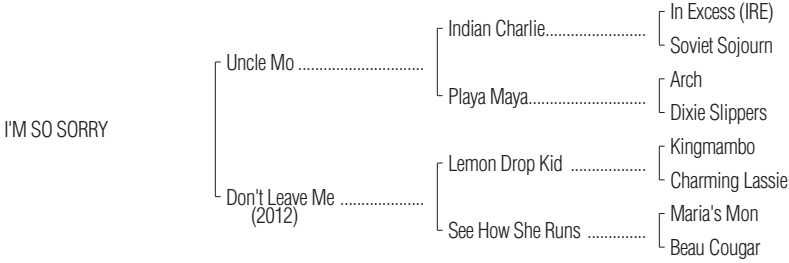 In Excess (IRE)
Indian Charlie.........................
Soviet Sojourn
Uncle Mo ..............................
Arch
Playa Maya.............................
Dixie Slippers
I'M SO SORRY
Kingmambo
Lemon Drop Kid ..................
Charming Lassie
Don't Leave Me ....................
(2012)
Maria's Mon
See How She Runs ..............
Beau Cougar